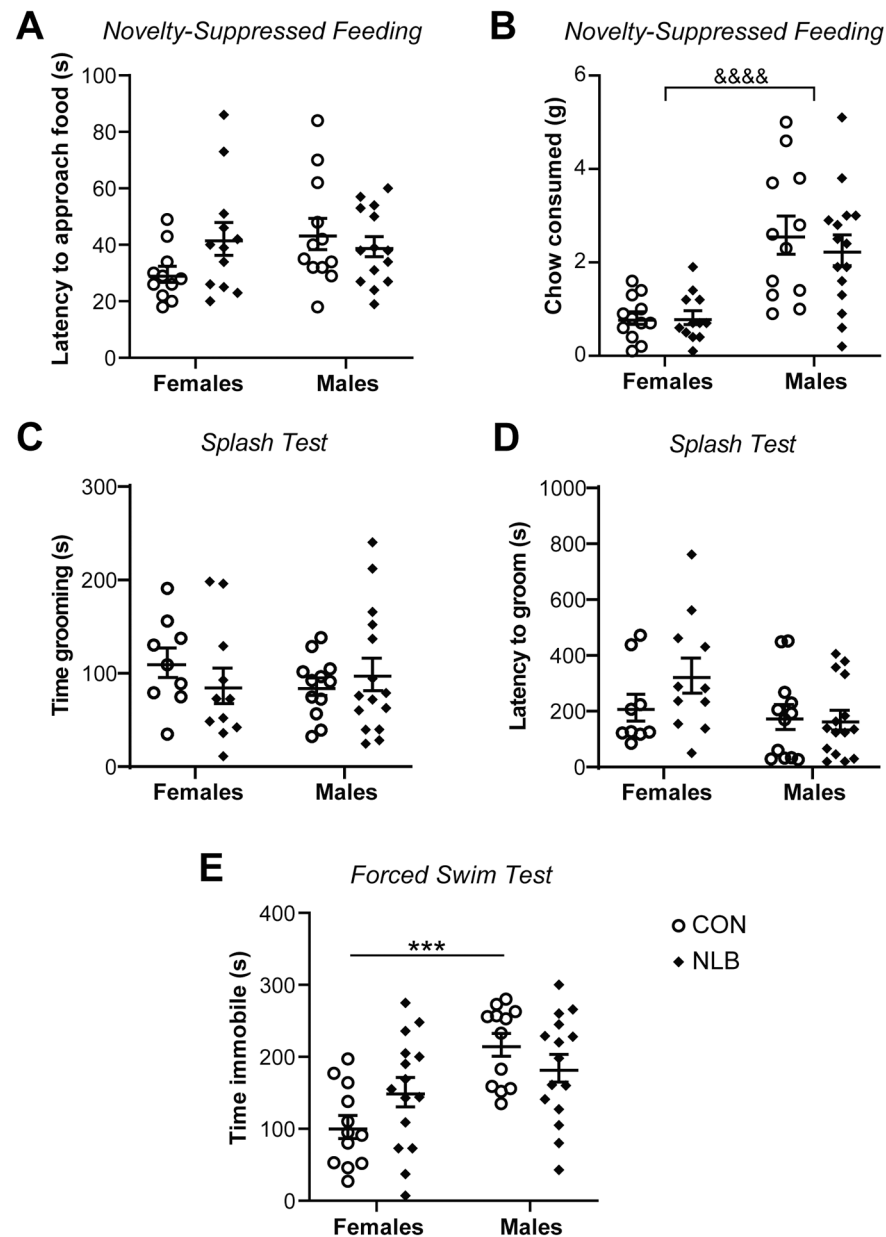 A
Novelty-Suppressed Feeding
Latency to approach food (s)
100
80
60
40
20
0
Females
Males
B
Novelty-Suppressed Feeding
&&&&
Chow consumed (g)
6
4
2
0
Females
Males
C
Splash Test
Time grooming (s)
300
200
100
0
Females
Males
D
Splash Test
Latency to groom (s)
1000
800
600
400
200
0
Females
Males
E
Forced Swim Test
***
Time immobile (s)
400
300
200
100
0
Females
Males
CON
NLB